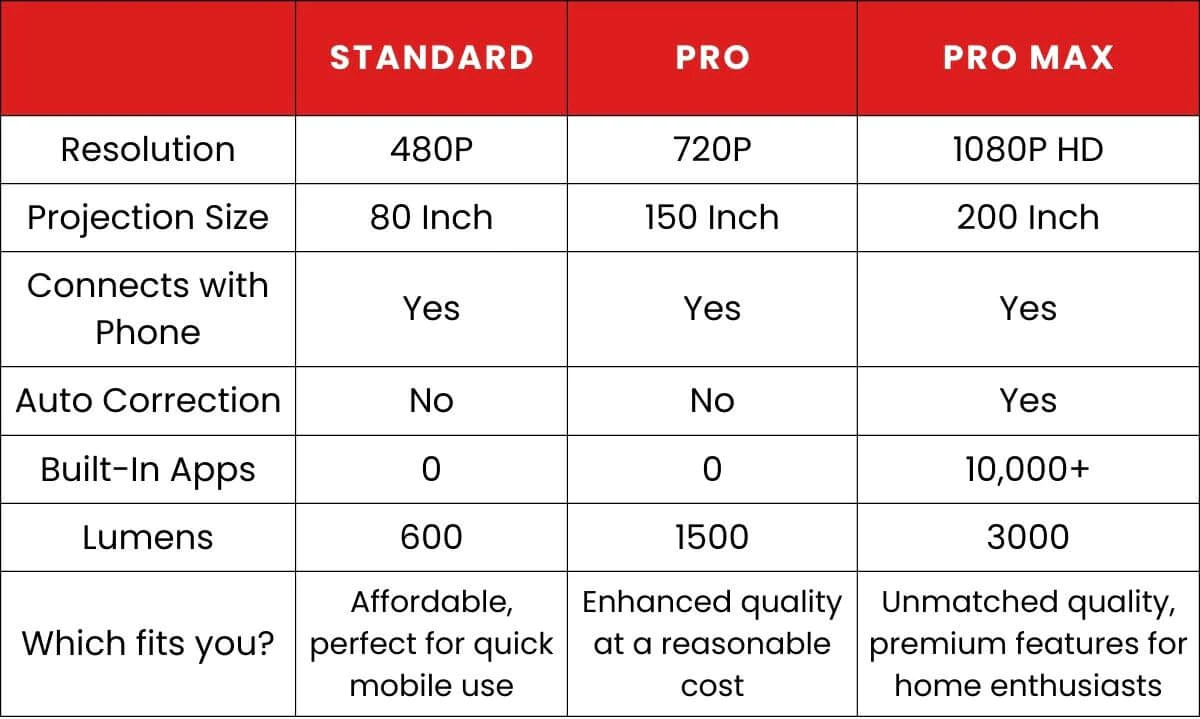 STANDARD PRO PRO MAX
Resolution 480P 720P 1080P HD
Projection Size 80 Inch 150 Inch 200 Inch
Connects with
Phone
Yes Yes Yes
Auto Correction No No Yes
Built-In Apps 0 0 10,000+
Lumens 600 1500 3000
Which fits you?
Affordable,
perfect for quick
mobile use
Enhanced quality
at a reasonable
cost
Unmatched quality,
premium features for
home enthusiasts